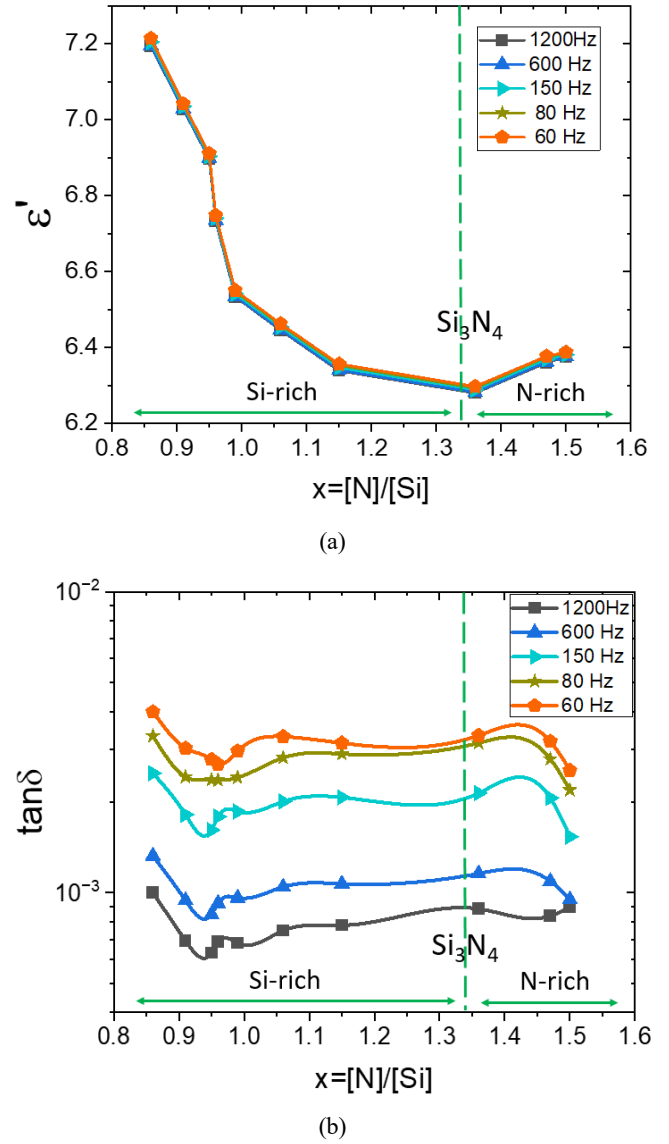 7.2
7.0
6.8
6.6
6.4
6.2
ε'
1200Hz
600 Hz
150 Hz
80 Hz
60 Hz
Si₃N₄
Si-rich
N-rich
0.8 0.9 1.0 1.1 1.2 1.3 1.4 1.5 1.6
x=[N]/[Si]
(a)
10⁻²
10⁻³
tanδ
1200Hz
600 Hz
150 Hz
80 Hz
60 Hz
Si₃N₄
Si-rich
N-rich
0.8 0.9 1.0 1.1 1.2 1.3 1.4 1.5 1.6
x=[N]/[Si]
(b)